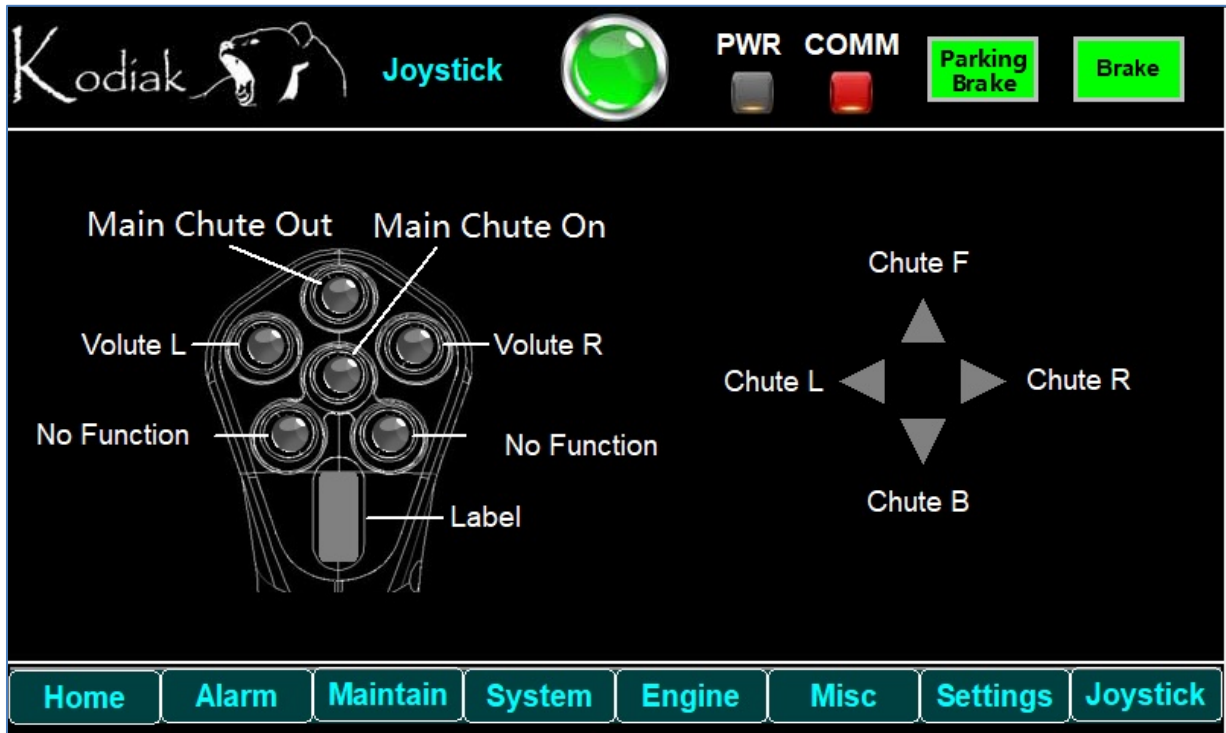 Kodiak
Joystick
PWR COMM
Parking
Brake
Brake
Main Chute Out
Main Chute On
Chute F
Volute L
Volute R
Chute L
Chute R
No Function
No Function
Chute B
Label
Home Alarm Maintain System Engine Misc Settings Joystick